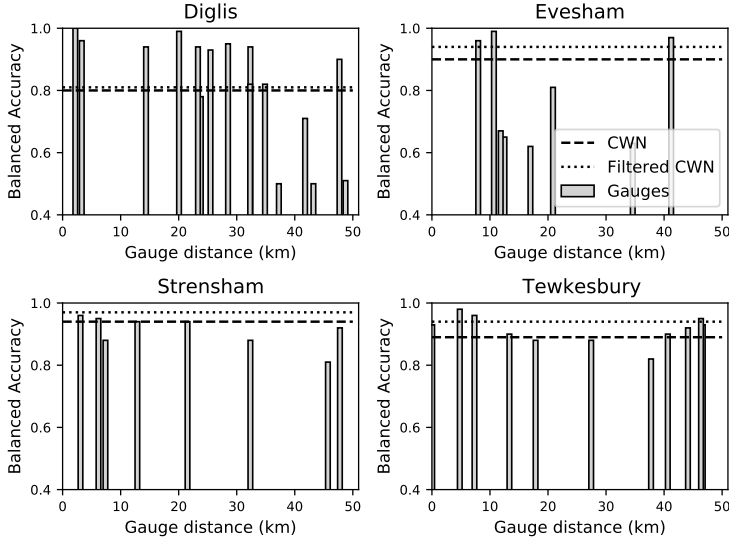 Diglis
Evesham
Balanced Accuracy
1.0
0.8
0.6
0.4
0 10 20 30 40 50
Gauge distance (km)
Balanced Accuracy
1.0
0.8
0.6
0.4
0 10 20 30 40 50
Gauge distance (km)
CWN
Filtered CWN
Gauges
Strensham
Tewkesbury
Balanced Accuracy
1.0
0.8
0.6
0.4
0 10 20 30 40 50
Gauge distance (km)
Balanced Accuracy
1.0
0.8
0.6
0.4
0 10 20 30 40 50
Gauge distance (km)